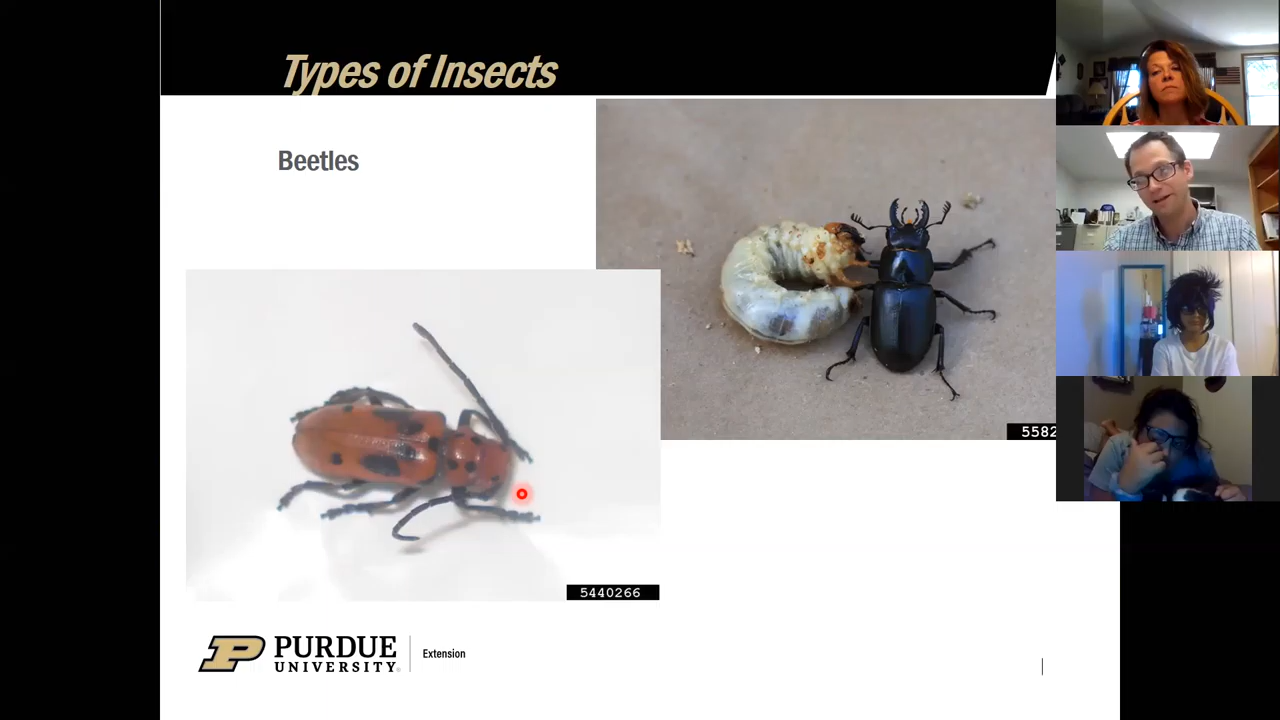 Types of Insects
Beetles
5582
5440266
PURDUE
UNIVERSITY
Extension